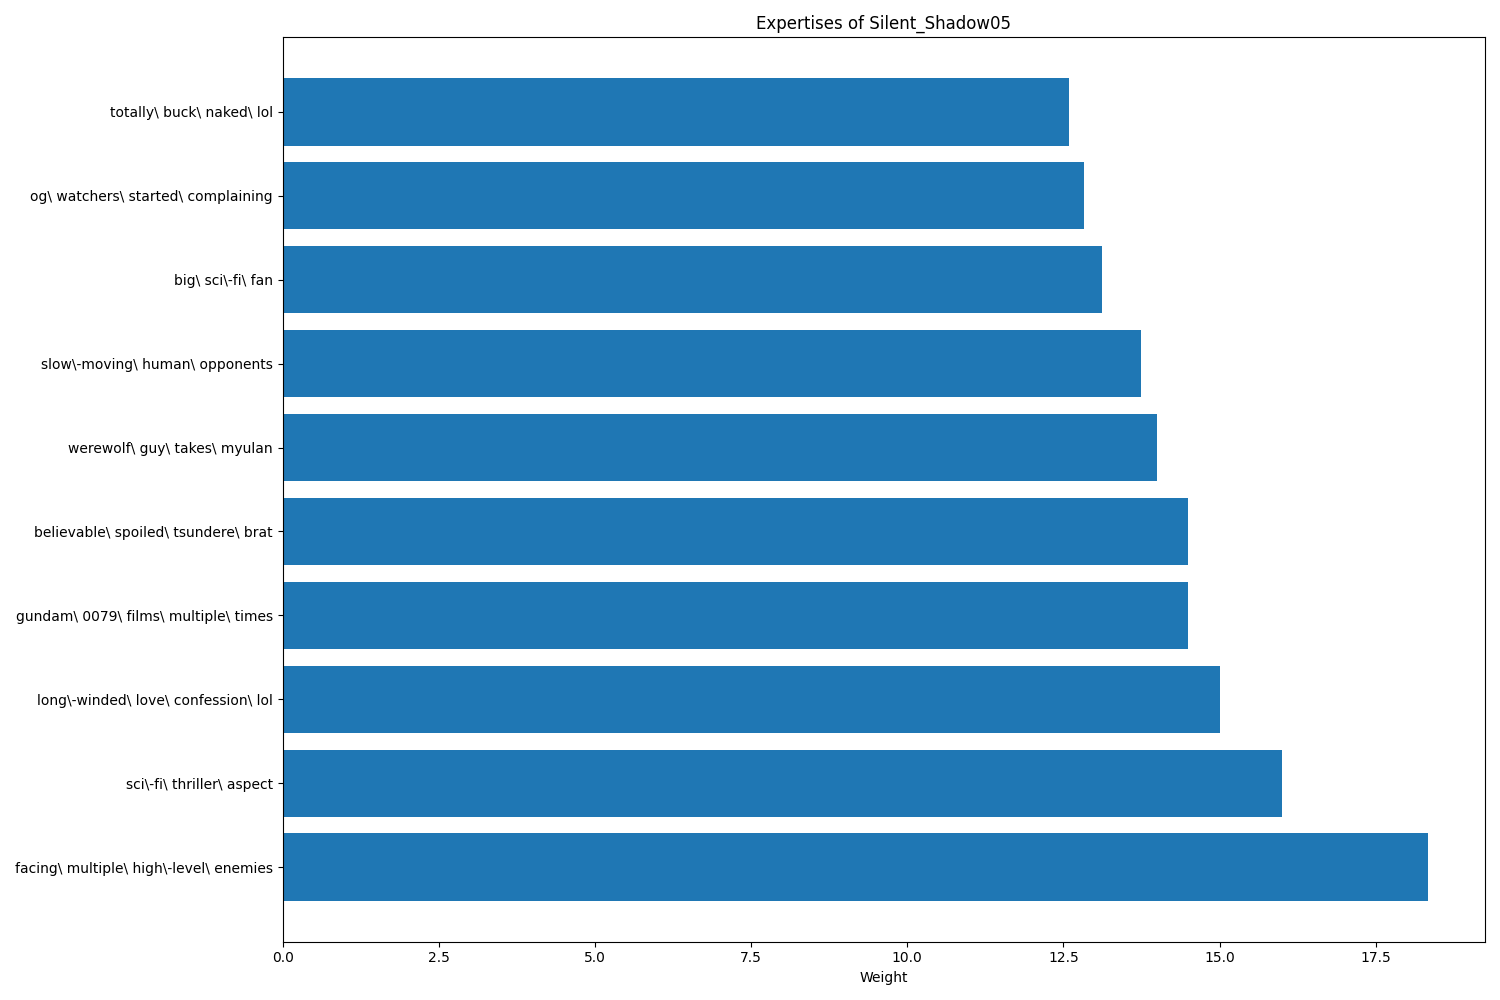 Expertises of Silent_Shadow05
totally\ buck\ naked\ lol
og\ watchers\ started\ complaining
big\ sci\-fi\ fan
slow\-moving\ human\ opponents
werewolf\ guy\ takes\ myulan
believable\ spoiled\ tsundere\ brat
gundam\ 0079\ films\ multiple\ times
long\-winded\ love\ confession\ lol
sci\-fi\ thriller\ aspect
facing\ multiple\ high\-level\ enemies
0.0 2.5 5.0 7.5 10.0 12.5 15.0 17.5
Weight